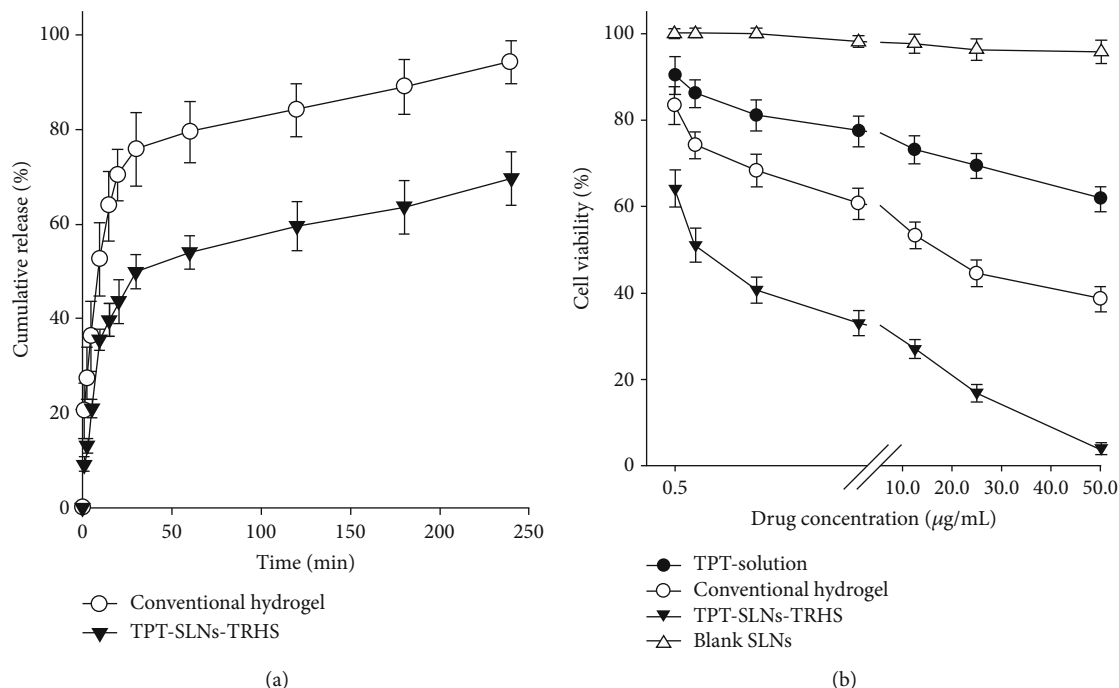 100
80
60
40
20
0
Cumulative release (%)
0 50 100 150 200 250
Time (min)
Conventional hydrogel
TPT-SLNs-TRHS
(a)
100
80
60
40
20
0
Cell viability (%)
0.5 10.0 20.0 30.0 40.0 50.0
Drug concentration (μg/mL)
TPT-solution
Conventional hydrogel
TPT-SLNs-TRHS
Blank SLNs
(b)